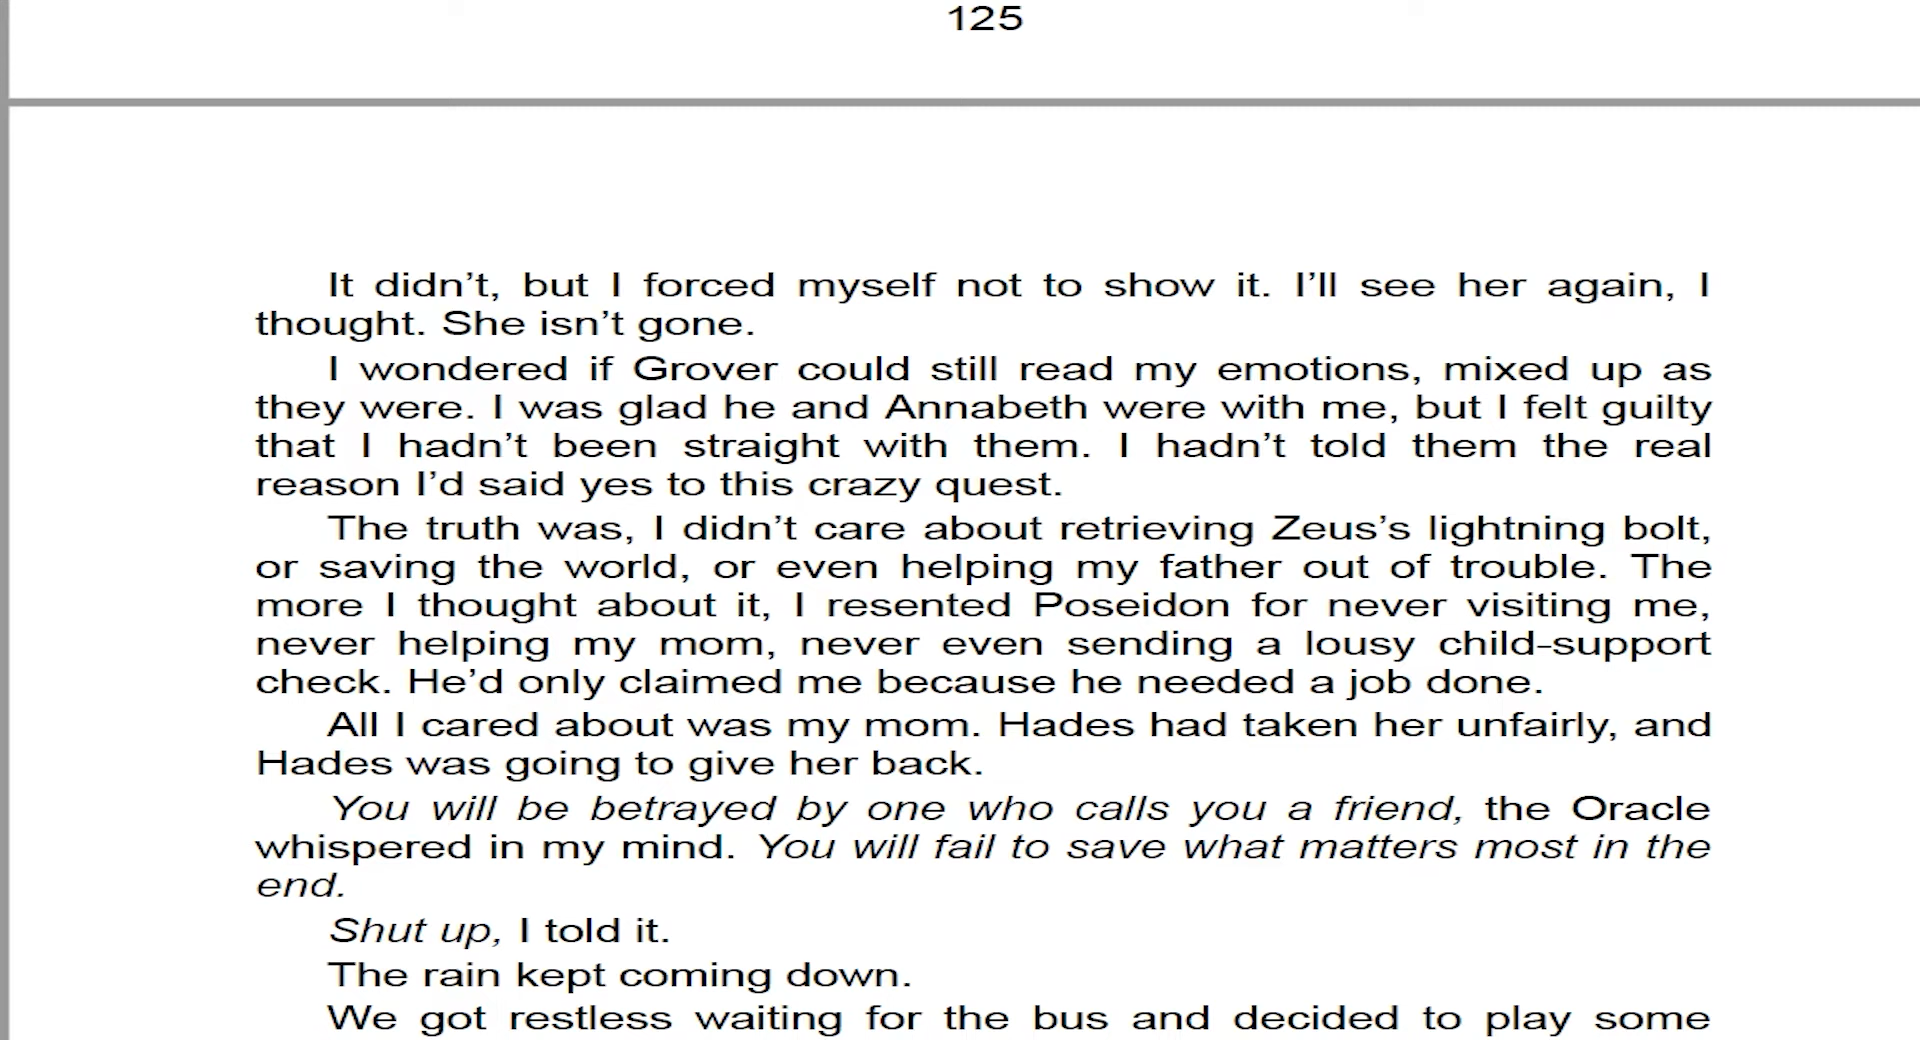 125
It didn’t, but I forced myself not to show it. I’ll see her again, I
thought. She isn’t gone.
I wondered if Grover could still read my emotions, mixed up as
they were. I was glad he and Annabeth were with me, but I felt guilty
that I hadn’t been straight with them. I hadn’t told them the real
reason I’d said yes to this crazy quest.
The truth was, I didn’t care about retrieving Zeus’s lightning bolt,
or saving the world, or even helping my father out of trouble. The
more I thought about it, I resented Poseidon for never visiting me,
never helping my mom, never even sending a lousy child-support
check. He’d only claimed me because he needed a job done.
All I cared about was my mom. Hades had taken her unfairly, and
Hades was going to give her back.
You will be betrayed by one who calls you a friend, the Oracle
whispered in my mind. You will fail to save what matters most in the
end.
Shut up, I told it.
The rain kept coming down.
We got restless waiting for the bus and decided to play some